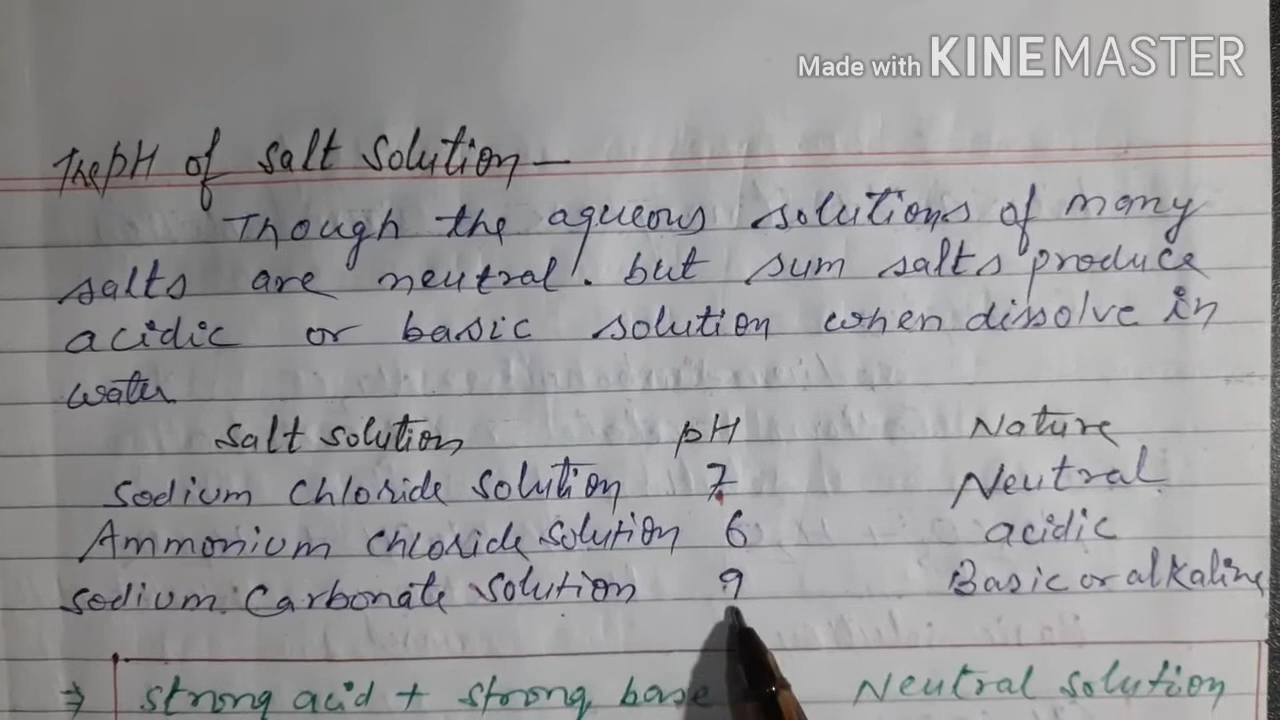 Made with KINEMASTER
The pH of salt solution —
Though the aqueous solutions of many
salts are neutral. but sum salts produce
acidic or basic solution when dissolve in
water
salt solution pH Nature
sodium chloride solution 7 Neutral
Ammonium chloride solution 6 acidic
sodium carbonate solution 9 Basic or alkaline
⇒ strong acid + strong base Neutral solution